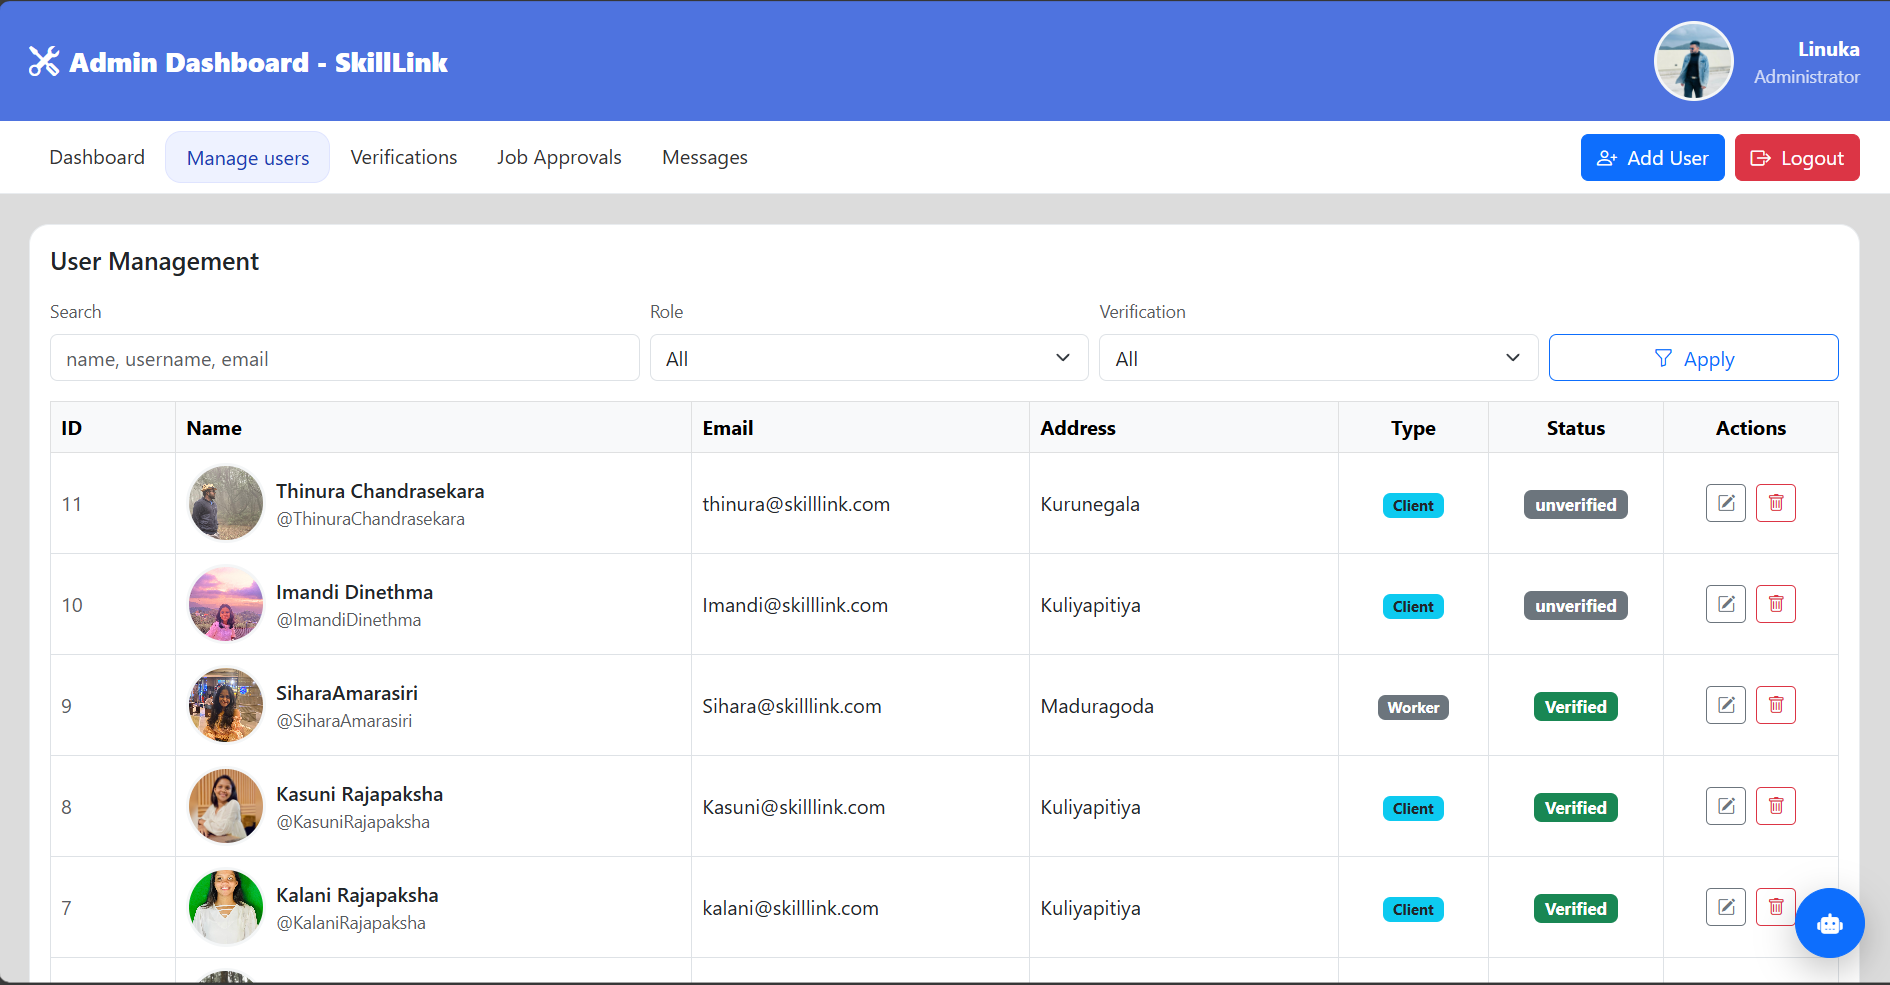 Admin Dashboard - SkillLink
Linuka
Administrator
Dashboard Manage users Verifications Job Approvals Messages Add User Logout
User Management
Search Role Verification
name, username, email All All Apply
ID Name Email Address Type Status Actions
11 Thinura Chandrasekara thinura@skilllink.com Kurunegala Client unverified
@ThinuraChandrasekara
10 Imandi Dinethma Imandi@skilllink.com Kuliyapitiya Client unverified
@ImandiDinethma
9 SiharaAmarasiri Sihara@skilllink.com Maduragoda Worker Verified
@SiharaAmarasiri
8 Kasuni Rajapaksha Kasuni@skilllink.com Kuliyapitiya Client Verified
@KasuniRajapaksha
7 Kalani Rajapaksha kalani@skilllink.com Kuliyapitiya Client Verified
@KalaniRajapaksha